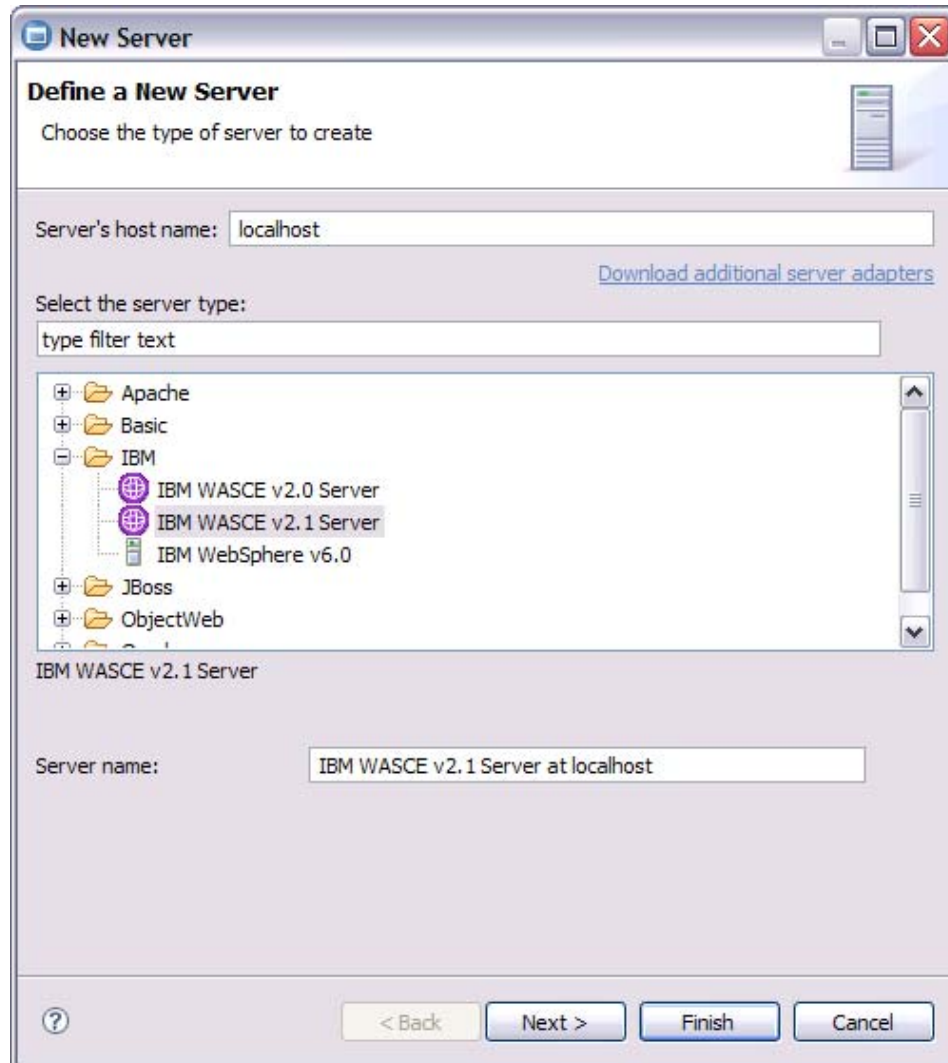 New Server
Define a New Server
Choose the type of server to create
Server's host name: localhost
Download additional server adapters
Select the server type:
type filter text
Apache
Basic
IBM
IBM WASCE v2.0 Server
IBM WASCE v2.1 Server
IBM WebSphere v6.0
JBoss
ObjectWeb
IBM WASCE v2.1 Server
Server name: IBM WASCE v2.1 Server at localhost
? < Back Next > Finish Cancel